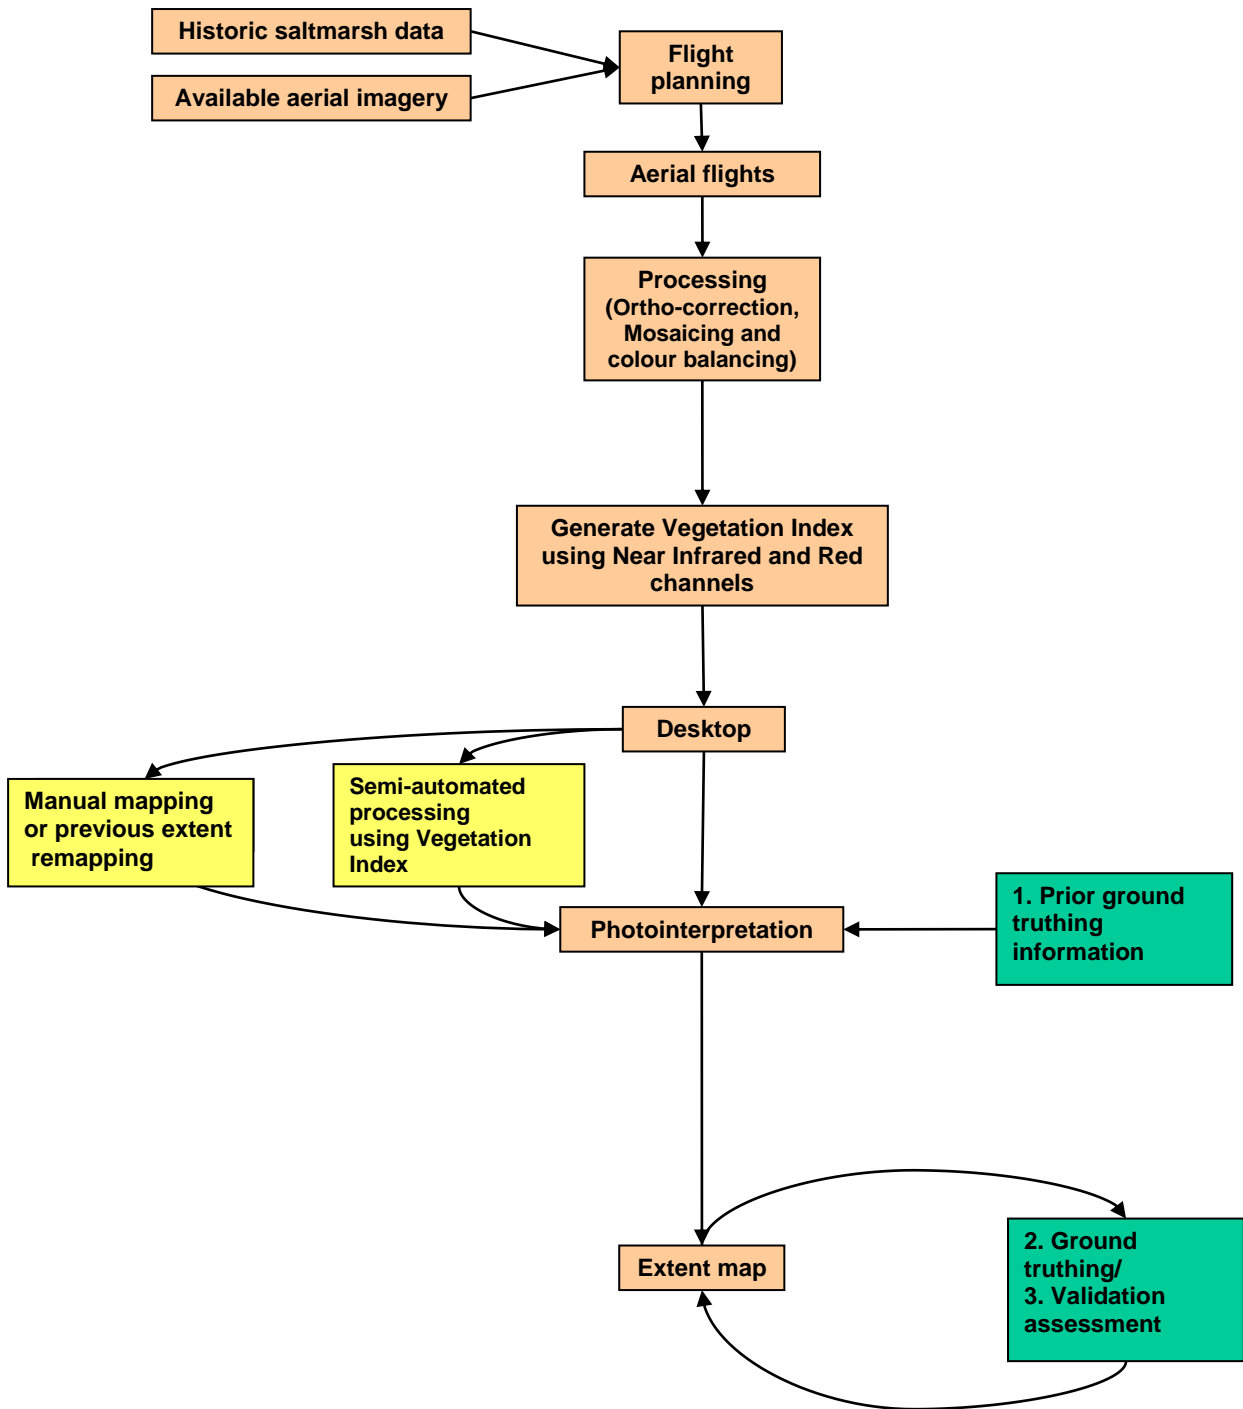 Historic saltmarsh data
Available aerial imagery
Flight
planning
Aerial flights
Processing
(Ortho-correction,
Mosaicing and
colour balancing)
Generate Vegetation Index
using Near Infrared and Red
channels
Desktop
Manual mapping
or previous extent
remapping
Semi-automated
processing
using Vegetation
Index
Photointerpretation
1. Prior ground
truthing
information
Extent map
2. Ground
truthing/
3. Validation
assessment